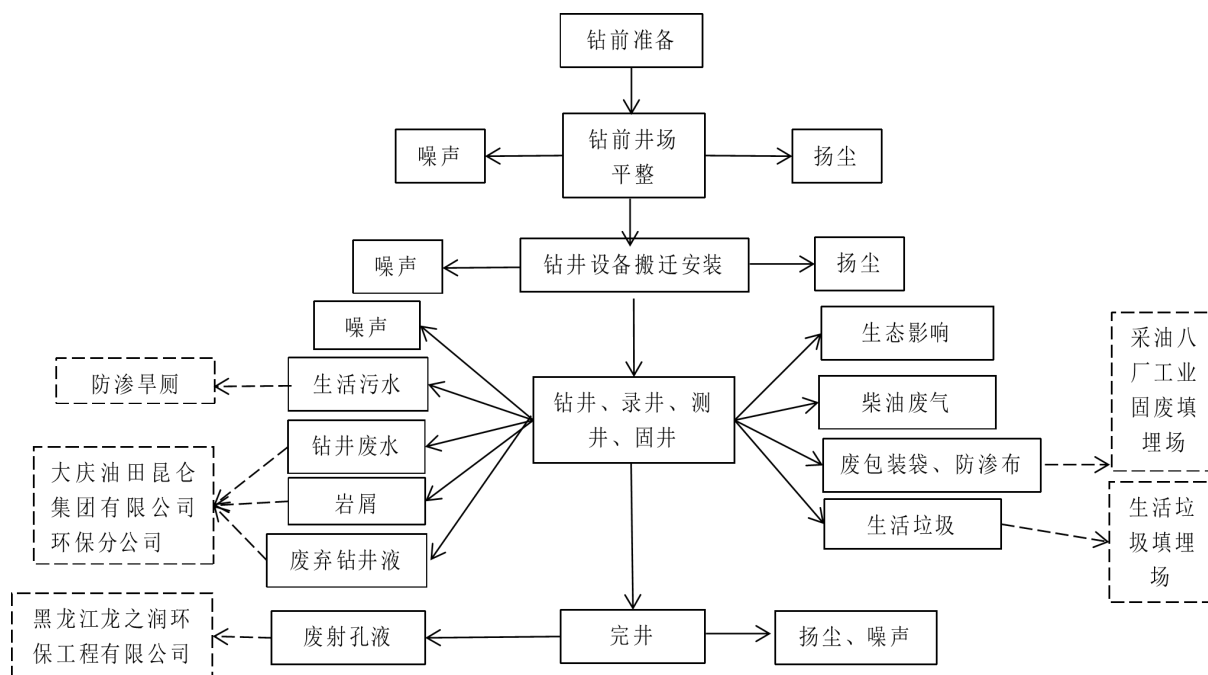 钻前准备
噪声
钻前井场
平整
扬尘
噪声
钻井设备搬迁安装
扬尘
噪声
生态影响
采油八
厂工业
固废填
埋场
防渗旱厕
生活污水
钻井、录井、测
井、固井
柴油废气
钻井废水
废包装袋、防渗布
大庆油田昆仑
集团有限公司
环保分公司
岩屑
生活垃圾
生活垃
圾填埋
场
废弃钻井液
黑龙江龙之润环
保工程有限公司
废射孔液
完井
扬尘、噪声